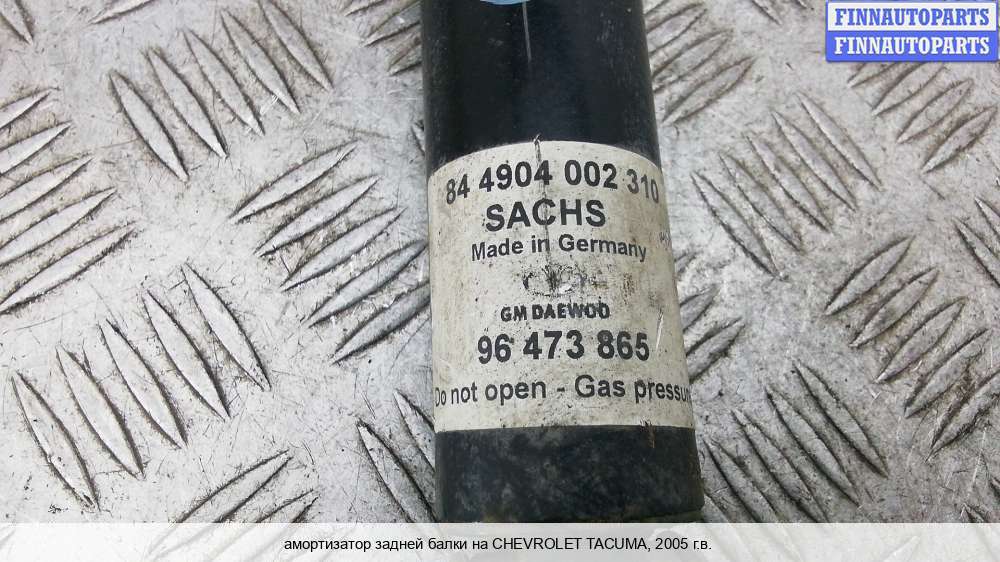 FINNAUTOPARTS
FINNAUTOPARTS
84 4904 002 310
SACHS
Made in Germany
GM DAEWOO
96 473 865
Do not open - Gas pressur
амортизатор задней балки на CHEVROLET TACUMA, 2005 г.в.